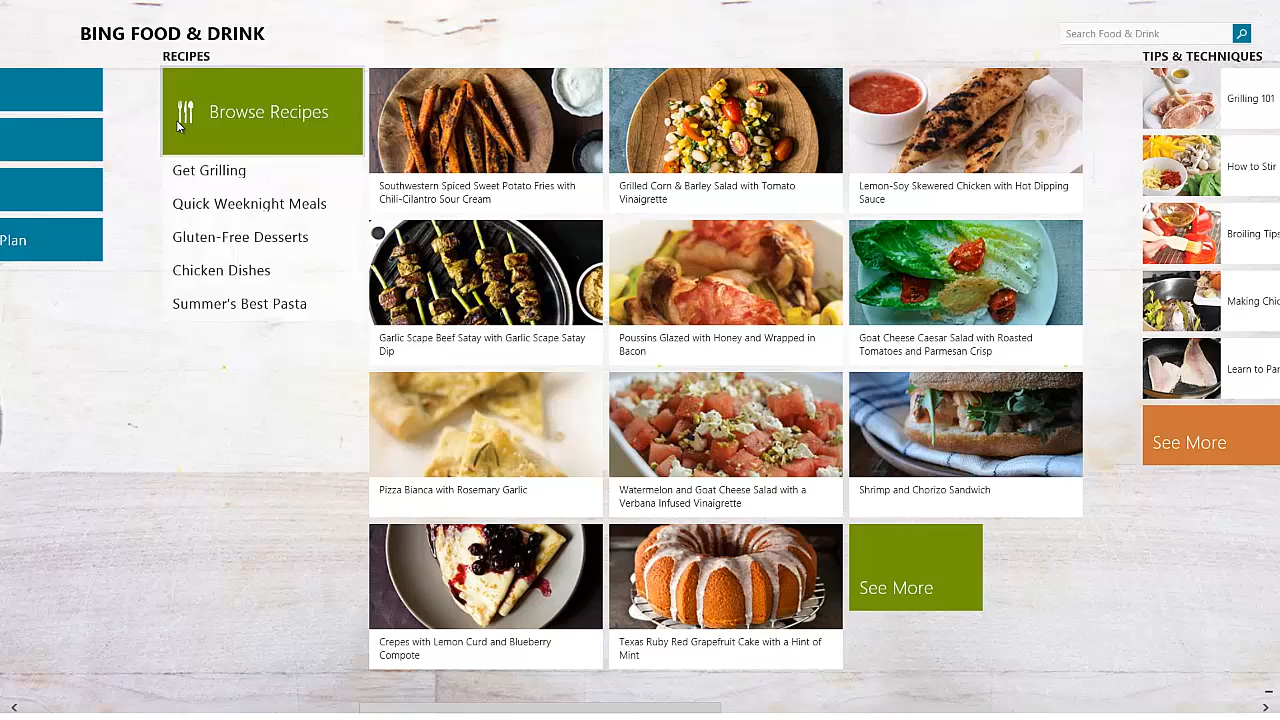 BING FOOD & DRINK
Search Food & Drink
RECIPES
TIPS & TECHNIQUES
Plan
Browse Recipes
Get Grilling
Quick Weeknight Meals
Gluten-Free Desserts
Chicken Dishes
Summer's Best Pasta
Southwestern Spiced Sweet Potato Fries with
Chili-Cilantro Sour Cream
Grilled Corn & Barley Salad with Tomato
Vinaigrette
Lemon-Soy Skewered Chicken with Hot Dipping
Sauce
Garlic Scape Beef Satay with Garlic Scape Satay
Dip
Poussins Glazed with Honey and Wrapped in
Bacon
Goat Cheese Caesar Salad with Roasted
Tomatoes and Parmesan Crisp
Pizza Bianca with Rosemary Garlic
Watermelon and Goat Cheese Salad with a
Verbana Infused Vinaigrette
Shrimp and Chorizo Sandwich
Crepes with Lemon Curd and Blueberry
Compote
Texas Ruby Red Grapefruit Cake with a Hint of
Mint
See More
Grilling 101
How to Stir
Broiling Tips
Making Chi
Learn to Pa
See More